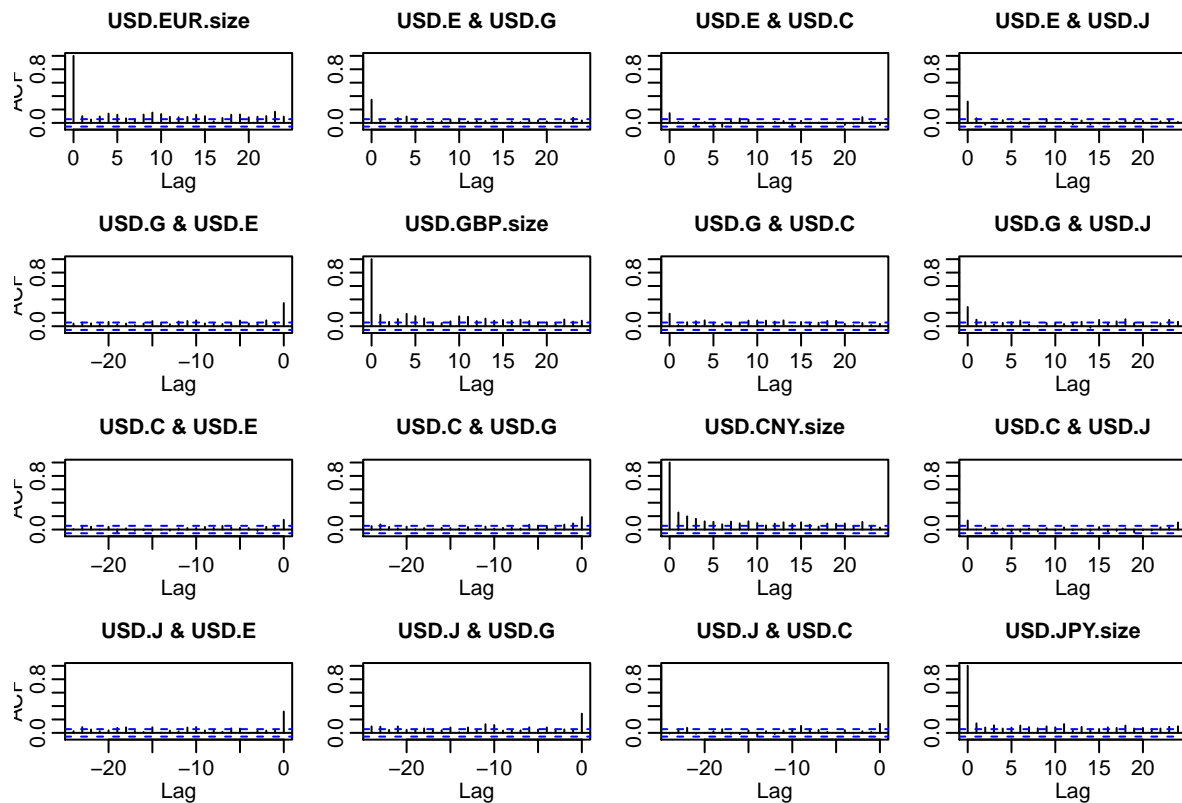 USD.EUR.size
USD.E & USD.G
USD.E & USD.C
USD.E & USD.J
ACF
0.0 0.8
0.0 0.8
0.0 0.8
0.0 0.8
0 5 10 15 20
0 5 10 15 20
0 5 10 15 20
0 5 10 15 20
Lag
Lag
Lag
Lag
USD.G & USD.E
USD.GBP.size
USD.G & USD.C
USD.G & USD.J
ACF
0.0 0.8
0.0 0.8
0.0 0.8
0.0 0.8
−20 −10 0
0 5 10 15 20
0 5 10 15 20
0 5 10 15 20
Lag
Lag
Lag
Lag
USD.C & USD.E
USD.C & USD.G
USD.CNY.size
USD.C & USD.J
ACF
0.0 0.8
0.0 0.8
0.0 0.8
0.0 0.8
−20 −10 0
−20 −10 0
0 5 10 15 20
0 5 10 15 20
Lag
Lag
Lag
Lag
USD.J & USD.E
USD.J & USD.G
USD.J & USD.C
USD.JPY.size
ACF
0.0 0.8
0.0 0.8
0.0 0.8
0.0 0.8
−20 −10 0
−20 −10 0
−20 −10 0
0 5 10 15 20
Lag
Lag
Lag
Lag